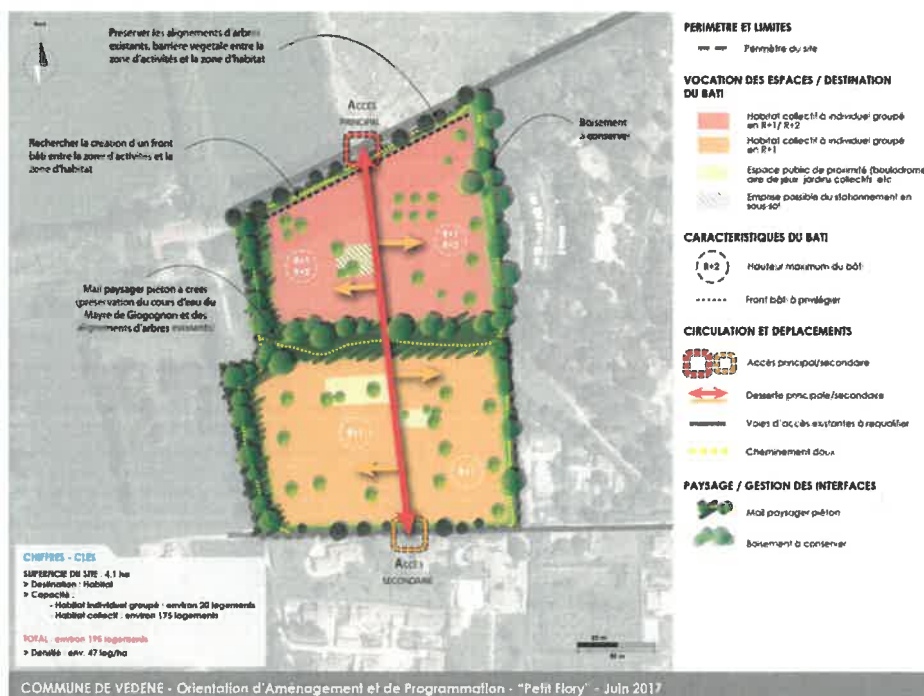 Nord
Préserver les alignements d'arbres
existants, barrière végétale entre la
zone d'activités et la zone d'habitat
ACCÈS
PRINCIPAL
Boisement
à conserver
Rechercher la création d'un front
bâti entre la zone d'activités et la
zone d'habitat
R+1
R+2
R+1
R+2
Mail paysager piéton à créer
(préservation du cours d'eau du
Mayre de Giogognon et des
alignements d'arbres existants)
R+1
R+1
ACCÈS
SECONDAIRE
CHIFFRES - CLES
SUPERFICIE DU SITE : 4,1 ha
> Destination : Habitat
> Capacité :
- Habitat individuel groupé : environ 20 logements
- Habitat collectif : environ 175 logements
TOTAL : environ 195 logements
> Densité : env. 47 log/ha
PERIMETRE ET LIMITES
Périmètre du site
VOCATION DES ESPACES / DESTINATION
DU BATI
Habitat collectif à individuel groupé
en R+1/ R+2
Habitat collectif à individuel groupé
en R+1
Espace public de proximité (boulodrome
aire de jeux jardins collectifs etc
Emprise possible du stationnement en
sous-sol
CARACTERISTIQUES DU BATI
R+2
Hauteur maximum du bâti
Front bâti à privilégier
CIRCULATION ET DEPLACEMENTS
Accès principal/secondaire
Desserte principale/secondaire
Voies d'accès existantes à requalifier
Cheminement doux
PAYSAGE / GESTION DES INTERFACES
Mail paysager piéton
Boisement à conserver
COMMUNE DE VEDENE - Orientation d'Aménagement et de Programmation - "Petit Flory" - Juin 2017